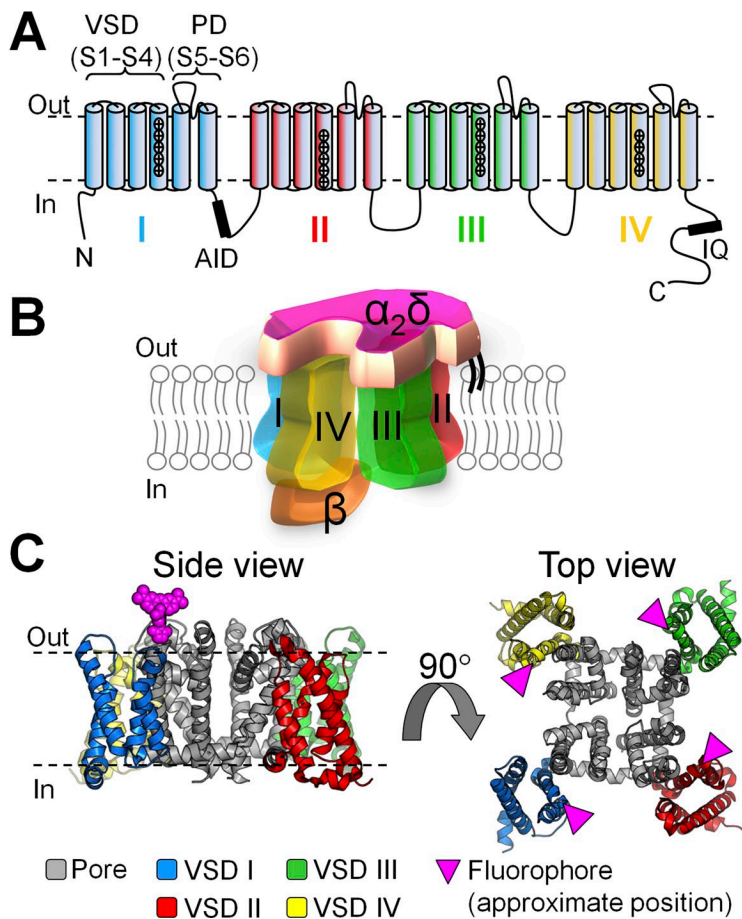 A
VSD PD
(S1-S4) (S5-S6)
Out
In
N
I
AID
II
III
IV
IQ
C
B
α₂δ
Out
I
IV
III
II
In
β
C
Side view Top view
Out
90°
In
Pore VSD I VSD III Fluorophore
VSD II VSD IV (approximate position)